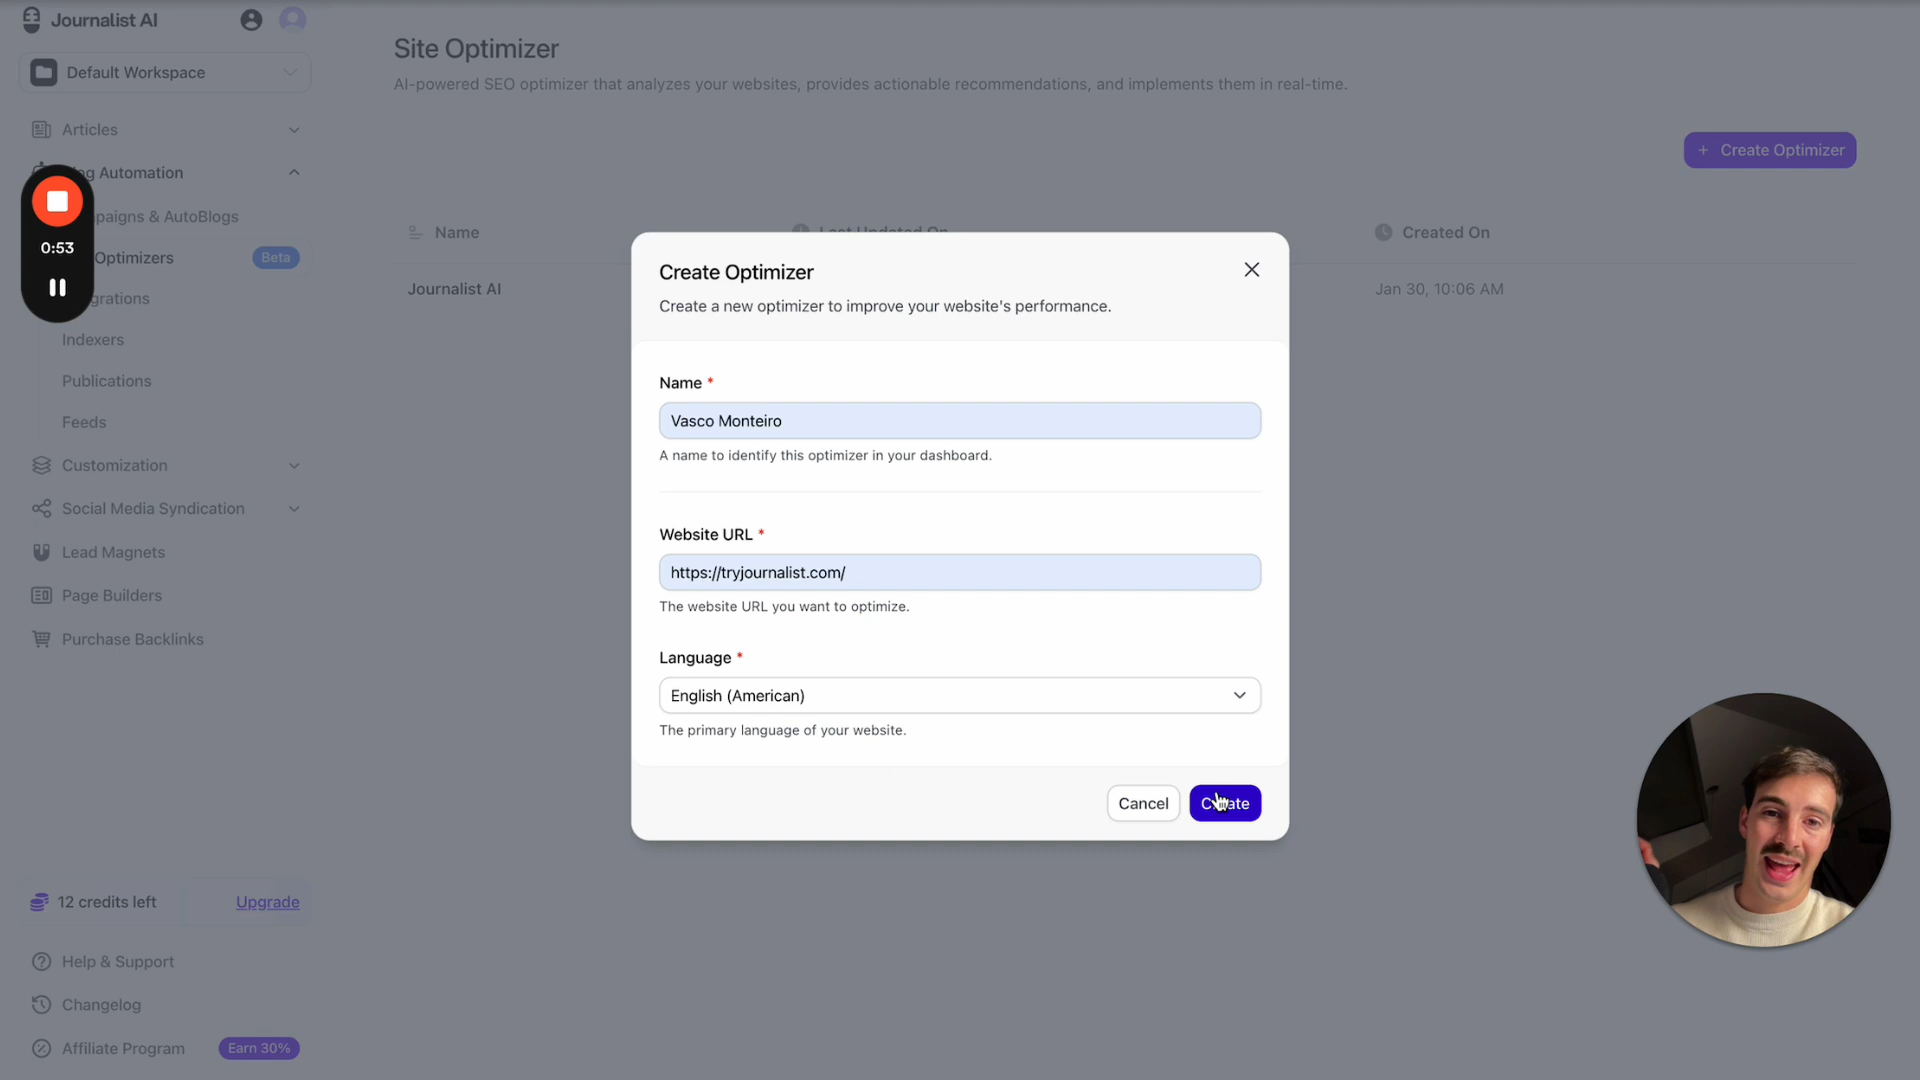 Journalist AI
Default Workspace
Articles
Automation
& AutoBlogs
Optimizers
Beta
Indexers
Publications
Feeds
Customization
Social Media Syndication
Lead Magnets
Page Builders
Purchase Backlinks
12 credits left
Upgrade
Help & Support
Changelog
Affiliate Program
Earn 30%
0:53
Site Optimizer
AI-powered SEO optimizer that analyzes your websites, provides actionable recommendations, and implements them in real-time.
+ Create Optimizer
Name
Last Updated On
Created On
Journalist AI
Jan 30, 10:06 AM
Create Optimizer
Create a new optimizer to improve your website's performance.
Name *
Vasco Monteiro
A name to identify this optimizer in your dashboard.
Website URL *
https://tryjournalist.com/
The website URL you want to optimize.
Language *
English (American)
The primary language of your website.
Cancel
Create